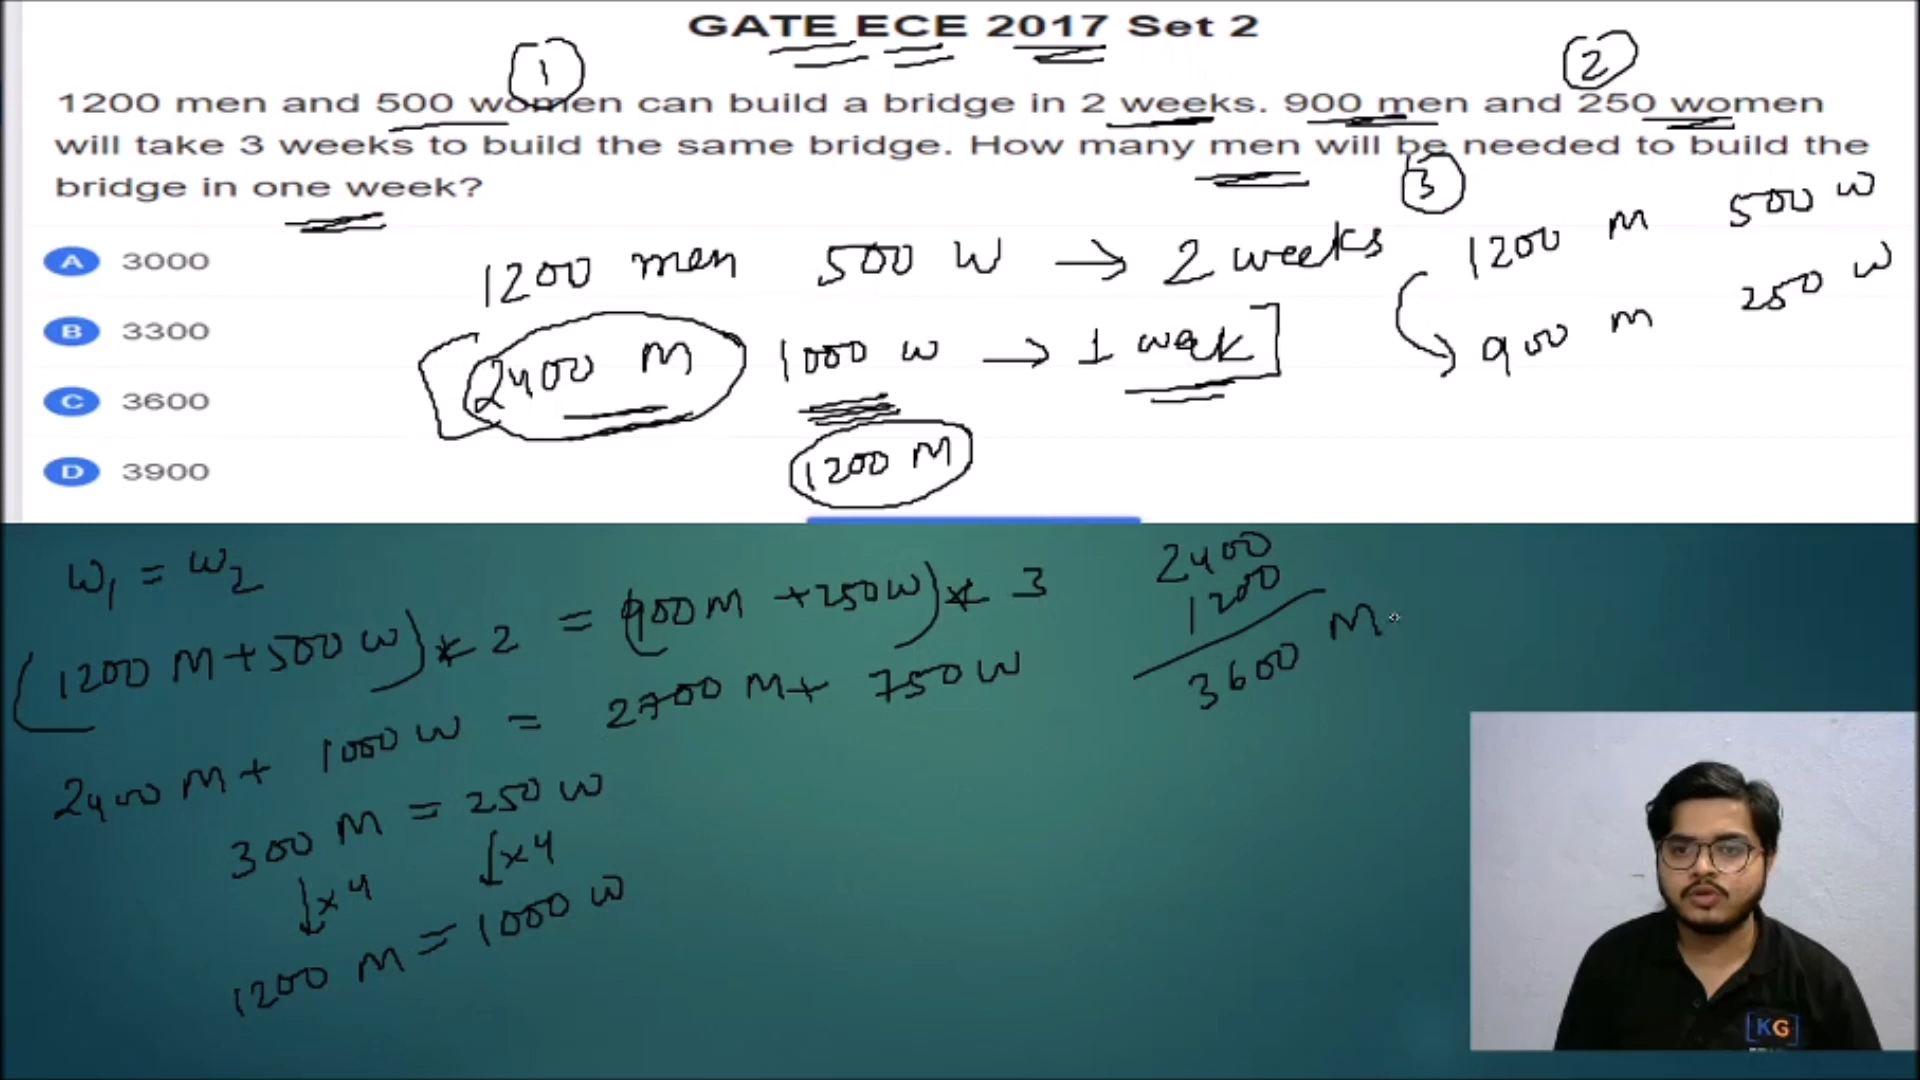 GATE ECE 2017 Set 2
1
2
1200 men and 500 women can build a bridge in 2 weeks. 900 men and 250 women
will take 3 weeks to build the same bridge. How many men will be needed to build the
bridge in one week?
3
A 3000
B 3300
C 3600
D 3900
1200 men 500 W → 2 weeks
2400 M 1000 W → 1 week
1200 M
1200 M 500 W
900 M 250 W
W1 = W2
(1200 M + 500 W) * 2 = (900 M + 250 W) * 3
2400 M + 1000 W = 2700 M + 750 W
300 M = 250 W
↓ x 4 ↓ x 4
1200 M = 1000 W
2400
1200
3600 M
KG